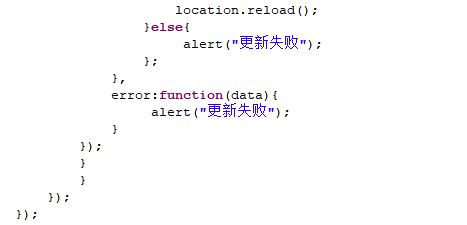 location.reload();
}else{
alert("更新失败");
};
},
error:function(data){
alert("更新失败");
}
});
}
}
});
});